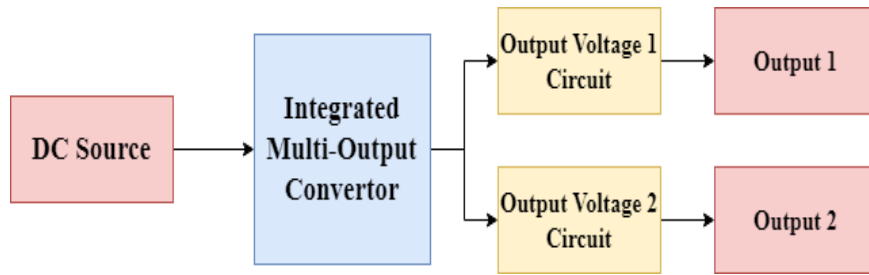 DC Source
Integrated
Multi-Output
Convertor
Output Voltage 1
Circuit
Output 1
Output Voltage 2
Circuit
Output 2